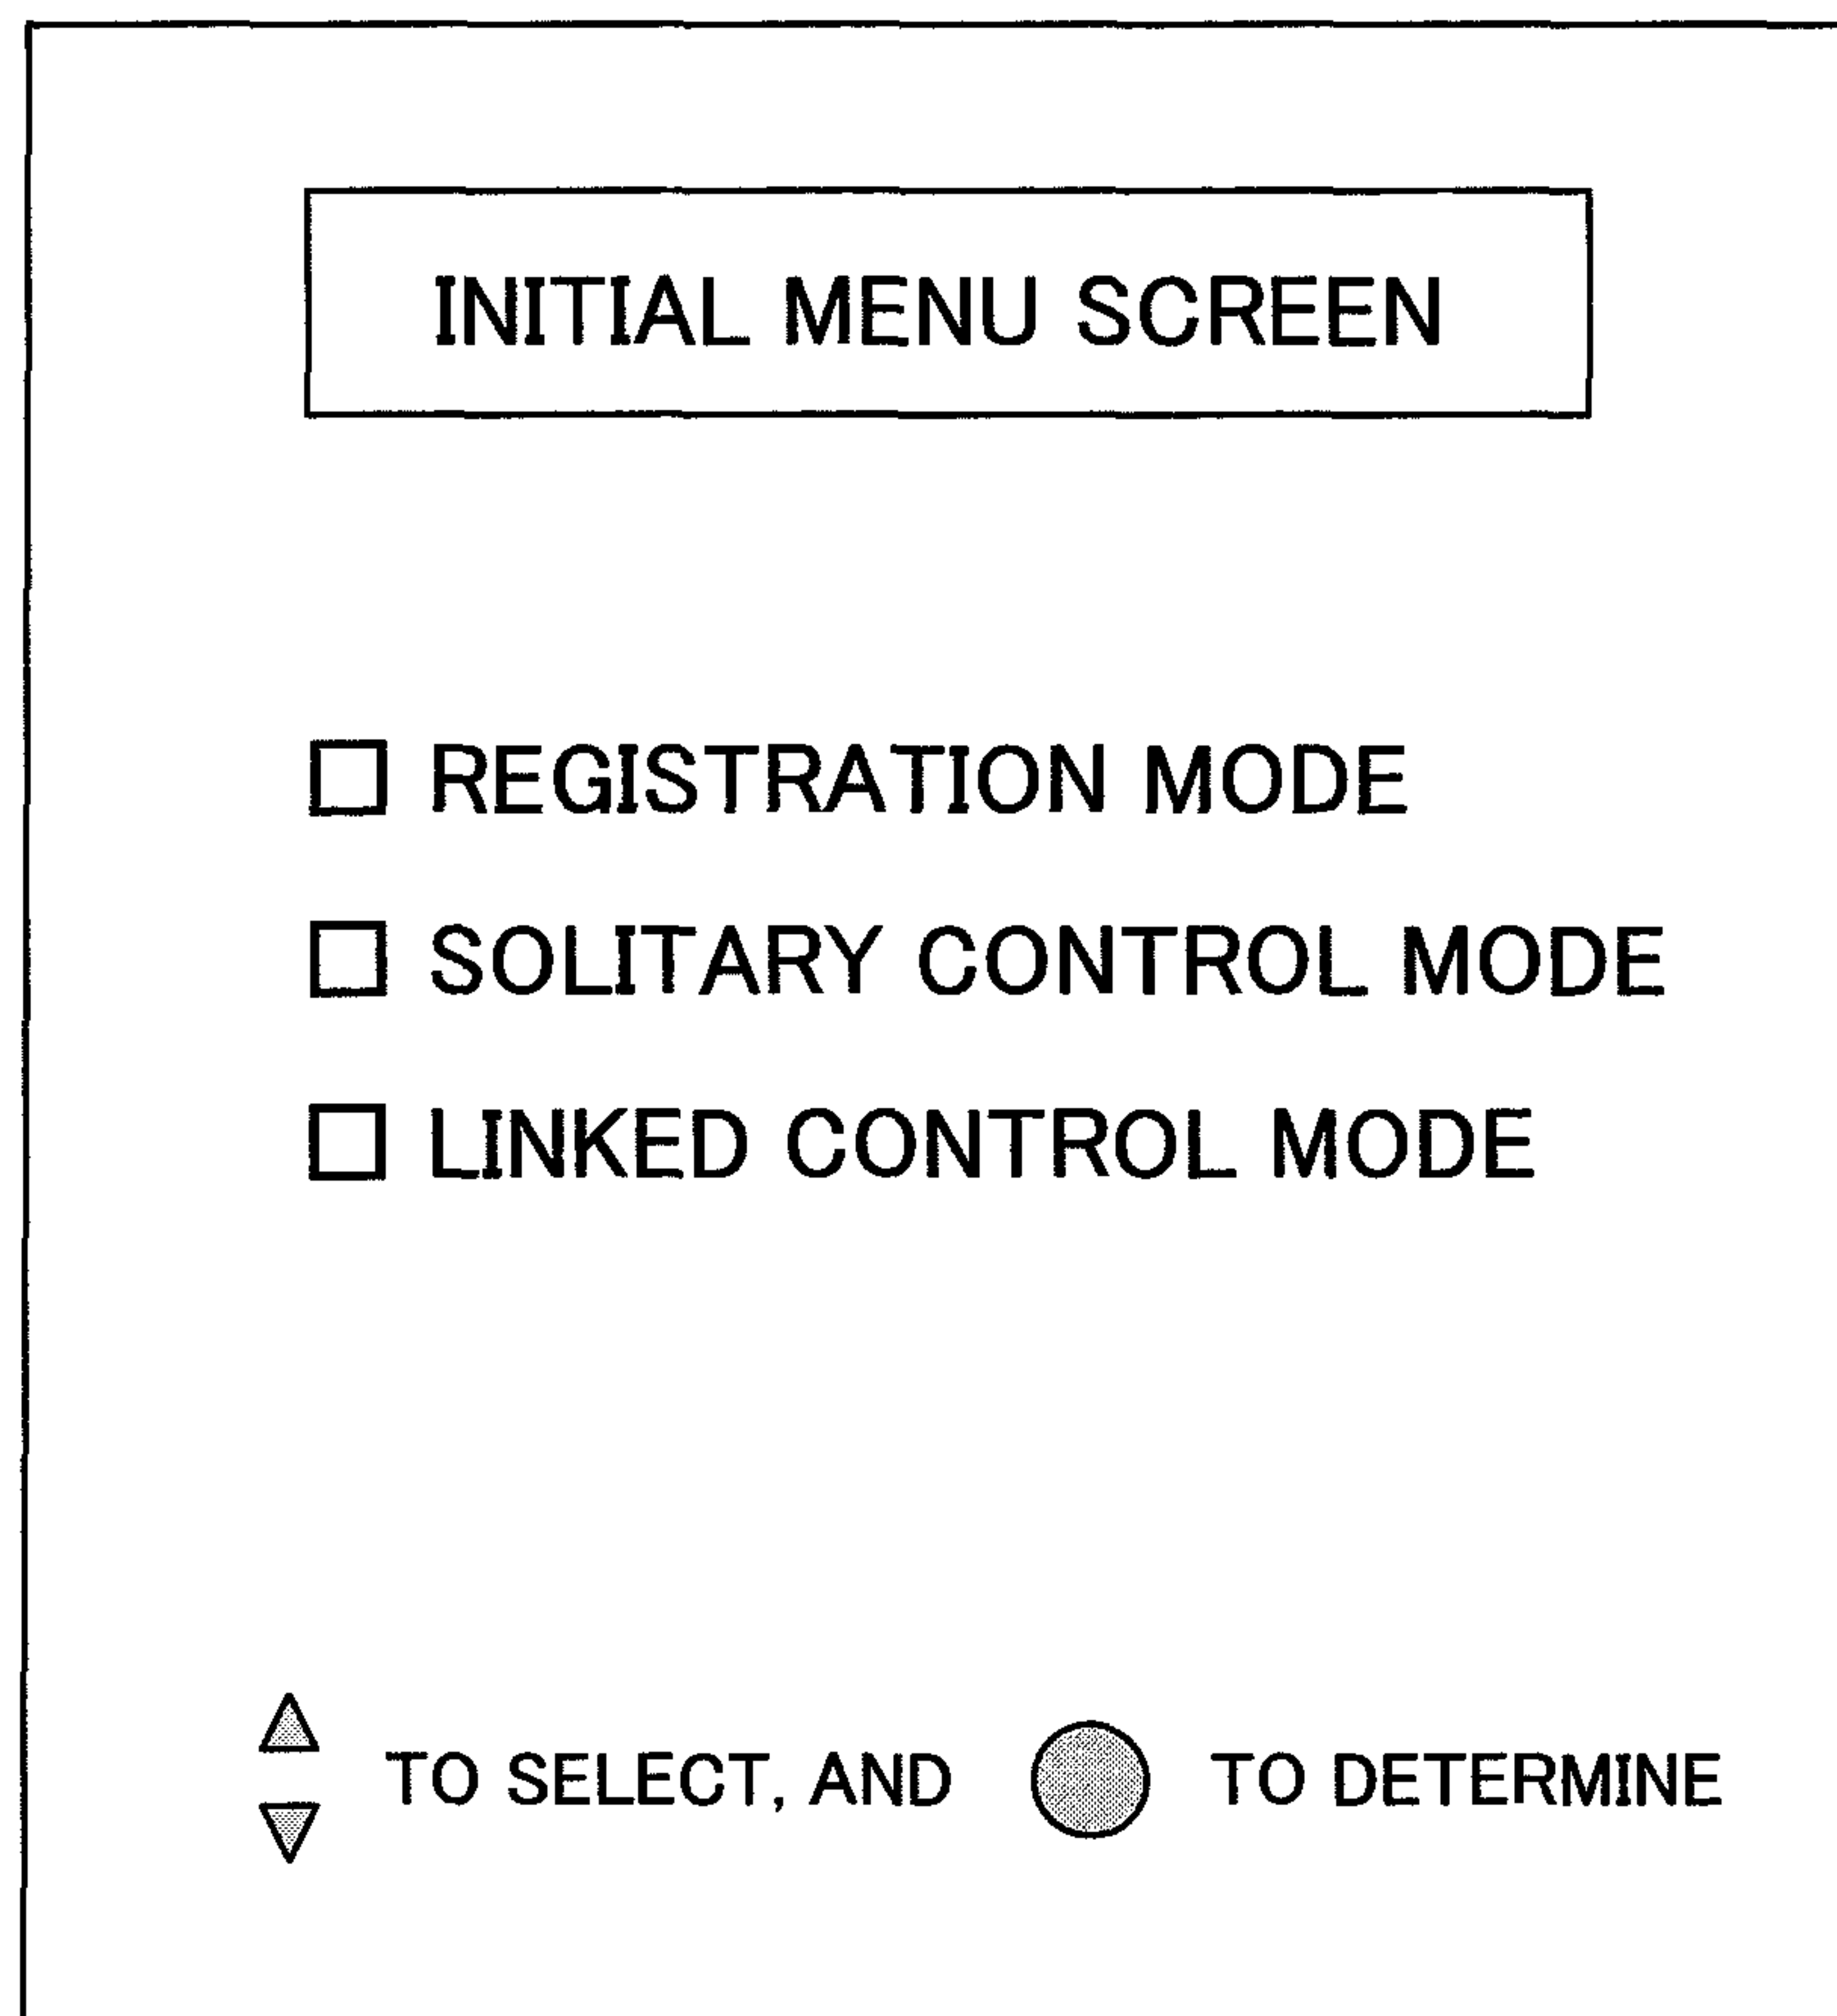 INITIAL MENU SCREEN
REGISTRATION MODE
SOLITARY CONTROL MODE
LINKED CONTROL MODE
TO SELECT, AND TO DETERMINE